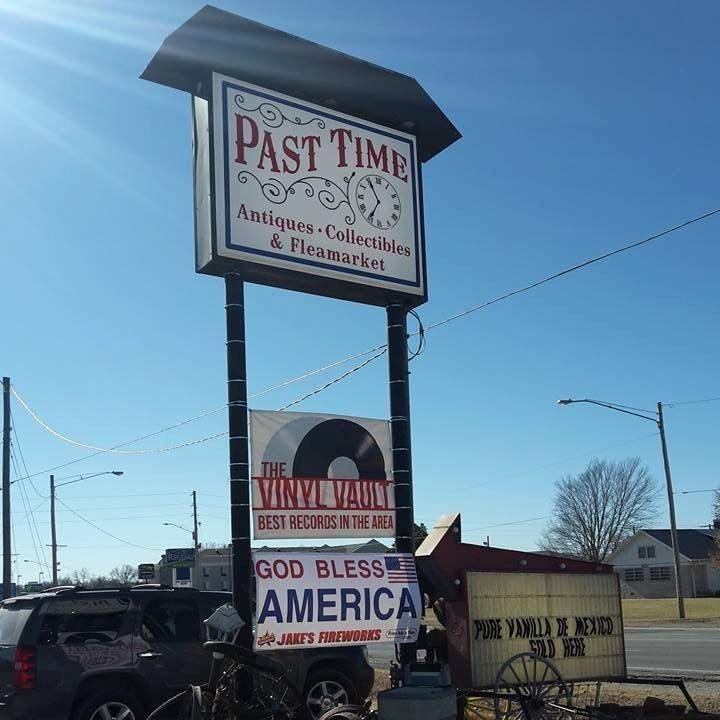 PAST TIME
Antiques · Collectibles
& Fleamarket
THE
VINYL VAULT
BEST RECORDS IN THE AREA
GOD BLESS
AMERICA
JAKE'S FIREWORKS
PURE VANILLA DE MEXICO
SOLD HERE